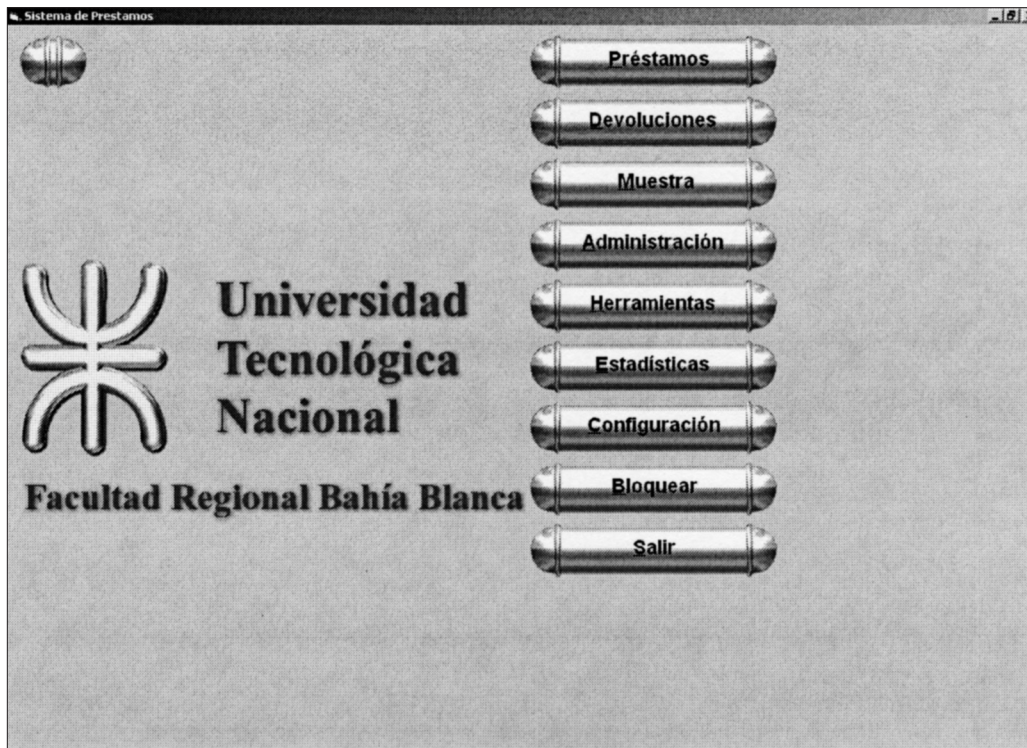 Sistema de Prestamos
Universidad
Tecnológica
Nacional
Facultad Regional Bahía Blanca
Préstamos
Devoluciones
Muestra
Administración
Herramientas
Estadísticas
Configuración
Bloquear
Salir